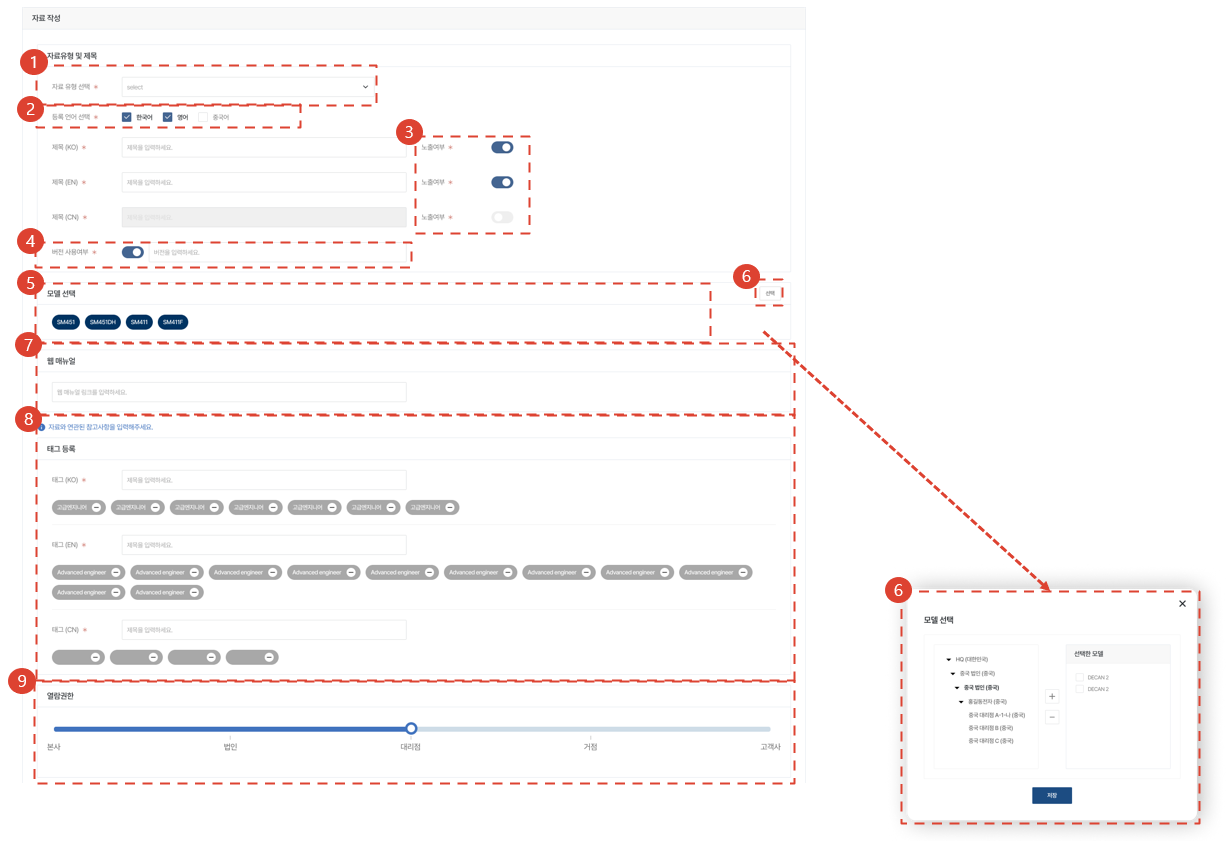 자료 작성
1
자료유형 및 제목
자료 유형 선택 * select
2
등록 언어 선택 * 한국어 영어 중국어
3
제목 (KO) * 제목을 입력하세요. 노출여부 *
제목 (EN) * 제목을 입력하세요. 노출여부 *
제목 (CN) * 제목을 입력하세요. 노출여부 *
4
버전 사용여부 * 버전을 입력하세요.
5
모델 선택
6
선택
SM451 SM451DH SM411 SM411F
7
웹 매뉴얼
웹 매뉴얼 링크를 입력하세요.
8
자료와 연관된 참고사항을 입력해주세요.
태그 등록
태그 (KO) * 제목을 입력하세요.
고급엔지니어 고급엔지니어 고급엔지니어 고급엔지니어 고급엔지니어 고급엔지니어 고급엔지니어
태그 (EN) * 제목을 입력하세요.
Advanced engineer Advanced engineer Advanced engineer Advanced engineer Advanced engineer Advanced engineer Advanced engineer Advanced engineer Advanced engineer
Advanced engineer Advanced engineer
태그 (CN) * 제목을 입력하세요.
9
열람권한
본사 법인 대리점 거점 고객사
6
모델 선택
HQ (대한민국)
중국 법인 (중국)
중국 법인 (중국)
홍길동전자 (중국)
중국 대리점 A-1-나 (중국)
중국 대리점 B (중국)
중국 대리점 C (중국)
선택한 모델
DECAN 2
DECAN 2
저장